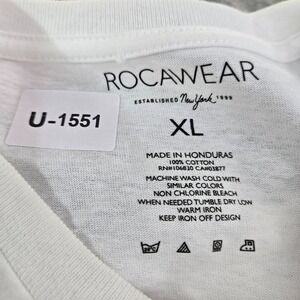 ROCAWEAR
ESTABLISHED New York 1999
U-1551
XL
MADE IN HONDURAS
100% COTTON
RN#106820 CA#03877
MACHINE WASH COLD WITH
SIMILAR COLORS
NON CHLORINE BLEACH
WHEN NEEDED TUMBLE DRY LOW
WARM IRON
KEEP IRON OFF DESIGN